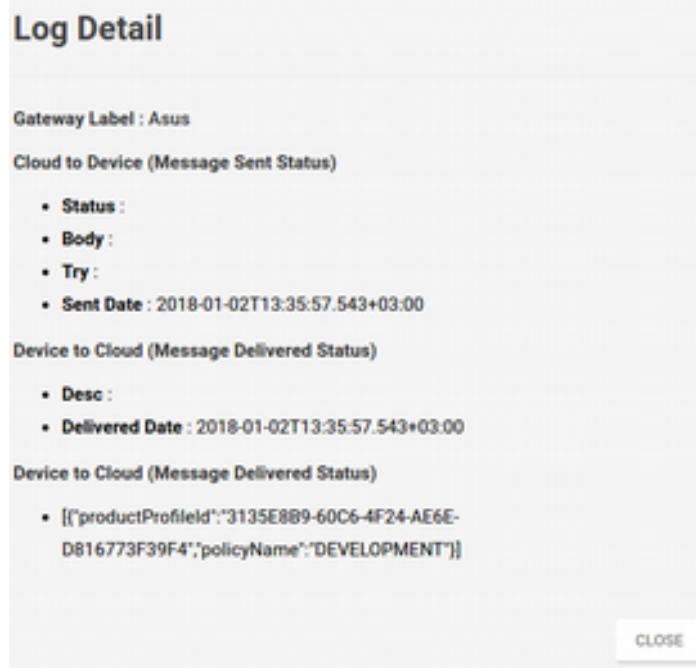 Log Detail
Gateway Label : Asus
Cloud to Device (Message Sent Status)
• Status :
• Body :
• Try :
• Sent Date : 2018-01-02T13:35:57.543+03:00
Device to Cloud (Message Delivered Status)
• Desc :
• Delivered Date : 2018-01-02T13:35:57.543+03:00
Device to Cloud (Message Delivered Status)
• [{"productProfileId":"3135E8B9-60C6-4F24-AE6E-
D816773F39F4","policyName":"DEVELOPMENT"}]
CLOSE